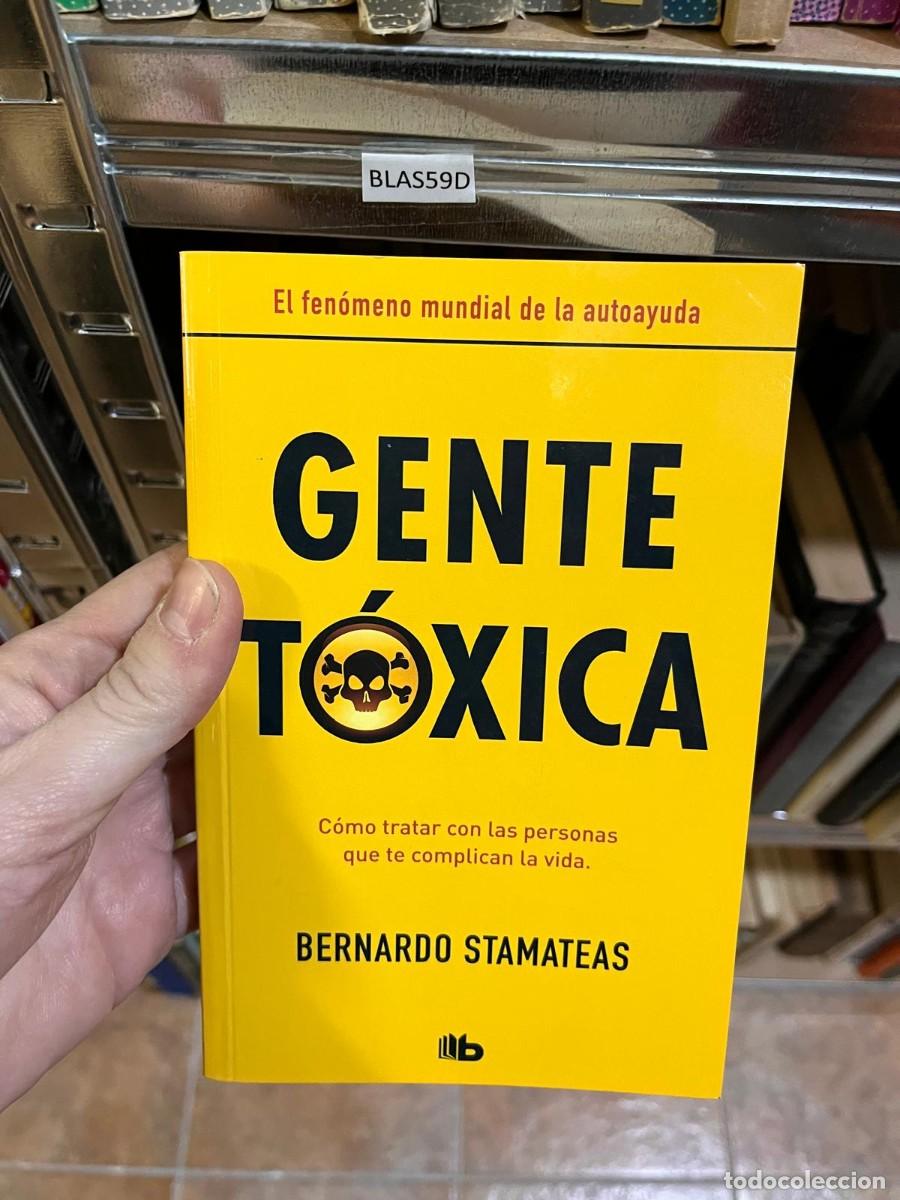 BLAS59D
El fenómeno mundial de la autoayuda
GENTE
TÓXICA
Cómo tratar con las personas
que te complican la vida.
BERNARDO STAMATEAS
b
todocoleccion